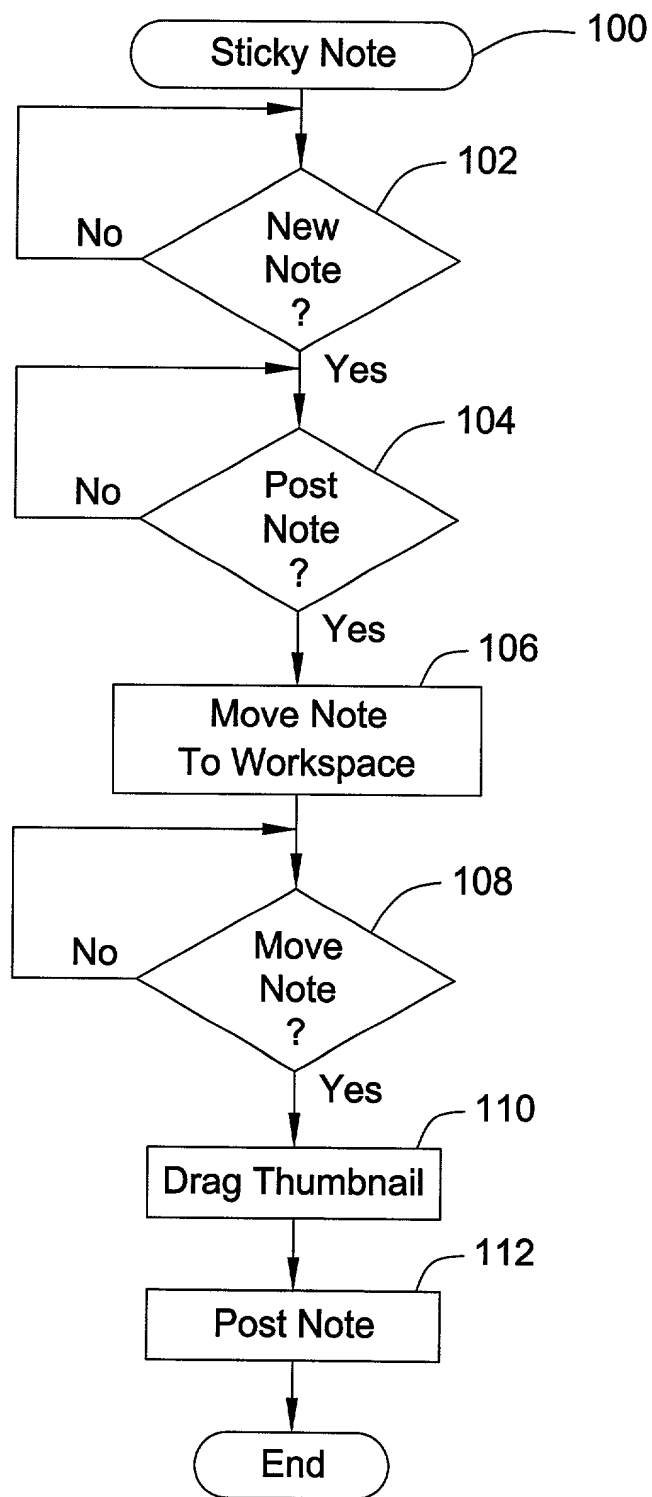 Sticky Note
100
102
New
Note
?
No
Yes
104
Post
Note
?
No
Yes
106
Move Note
To Workspace
108
Move
Note
?
No
Yes
110
Drag Thumbnail
112
Post Note
End